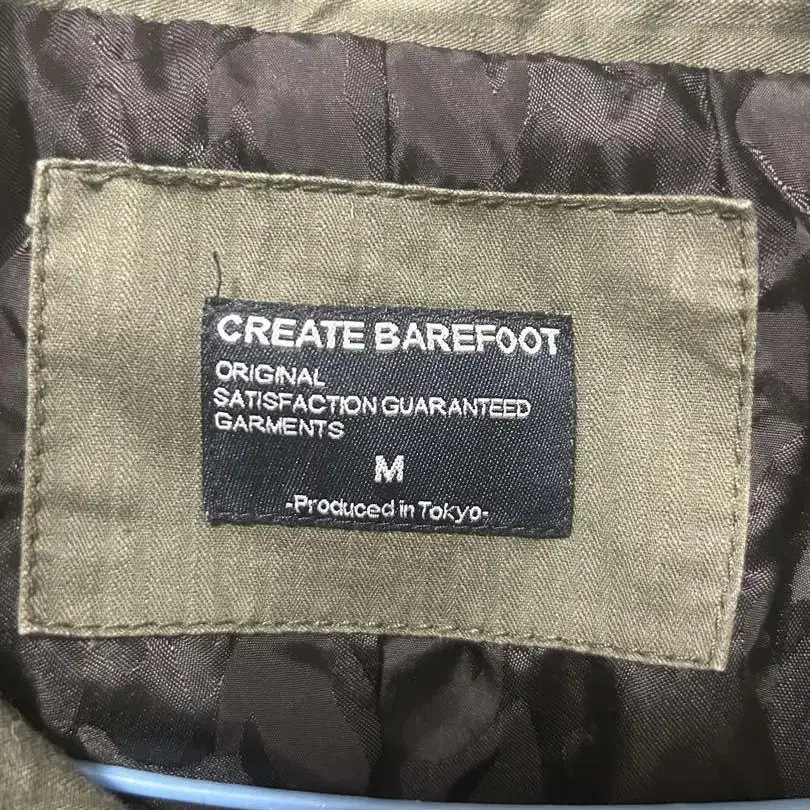 CREATE BAREFOOT
ORIGINAL
SATISFACTION GUARANTEED
GARMENTS
M
-Produced in Tokyo-